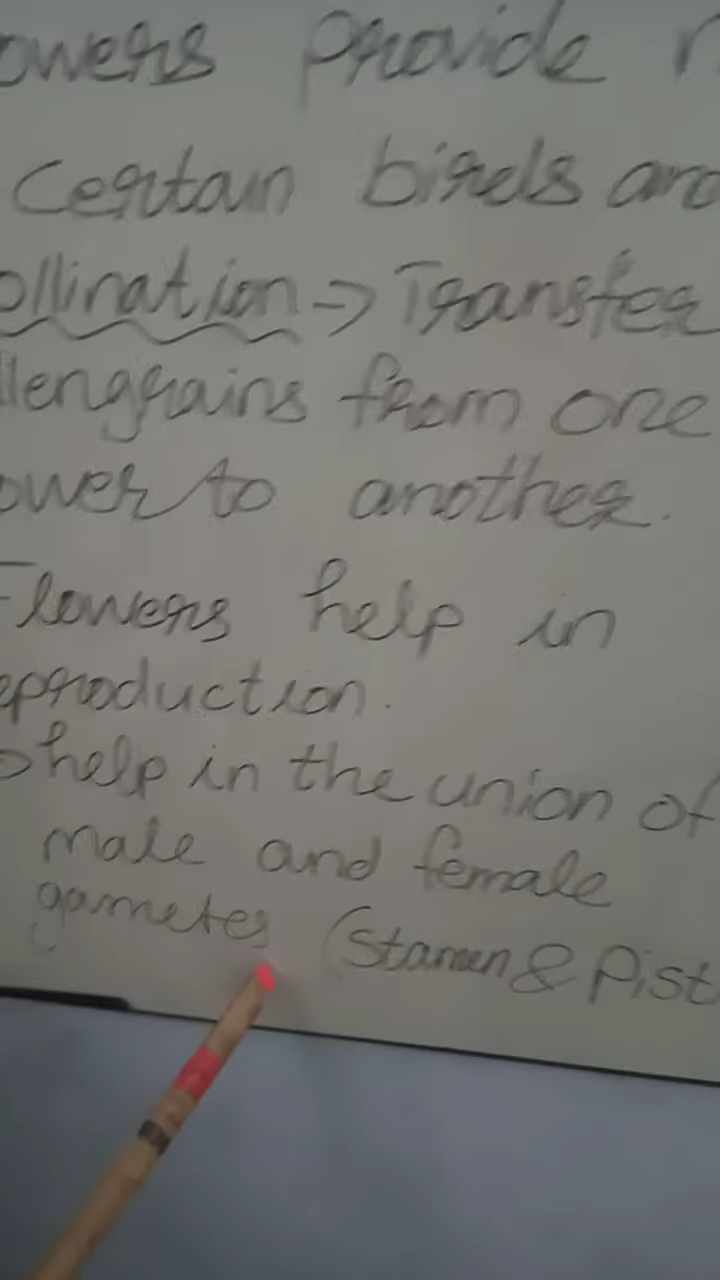 owers provide
Certain birds and
ollination => Transfer
llengrains from one
ower to another.
Flowers help in
eproduction.
help in the union of
male and female
gametes (Stamen & Pist